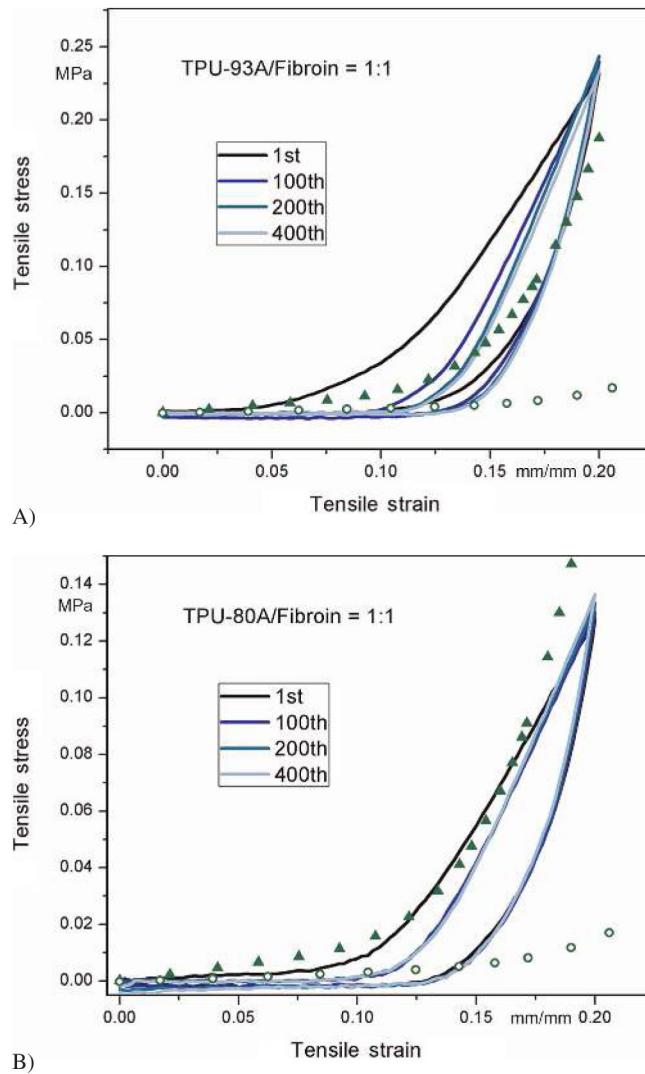 0.25
MPa
0.20
0.15
0.10
0.05
0.00
Tensile stress
TPU-93A/Fibroin = 1:1
1st
100th
200th
400th
0.00
0.05
0.10
0.15
mm/mm
0.20
Tensile strain
A)
0.14
MPa
0.12
0.10
0.08
0.06
0.04
0.02
0.00
Tensile stress
TPU-80A/Fibroin = 1:1
1st
100th
200th
400th
0.00
0.05
0.10
0.15
mm/mm
0.20
Tensile strain
B)